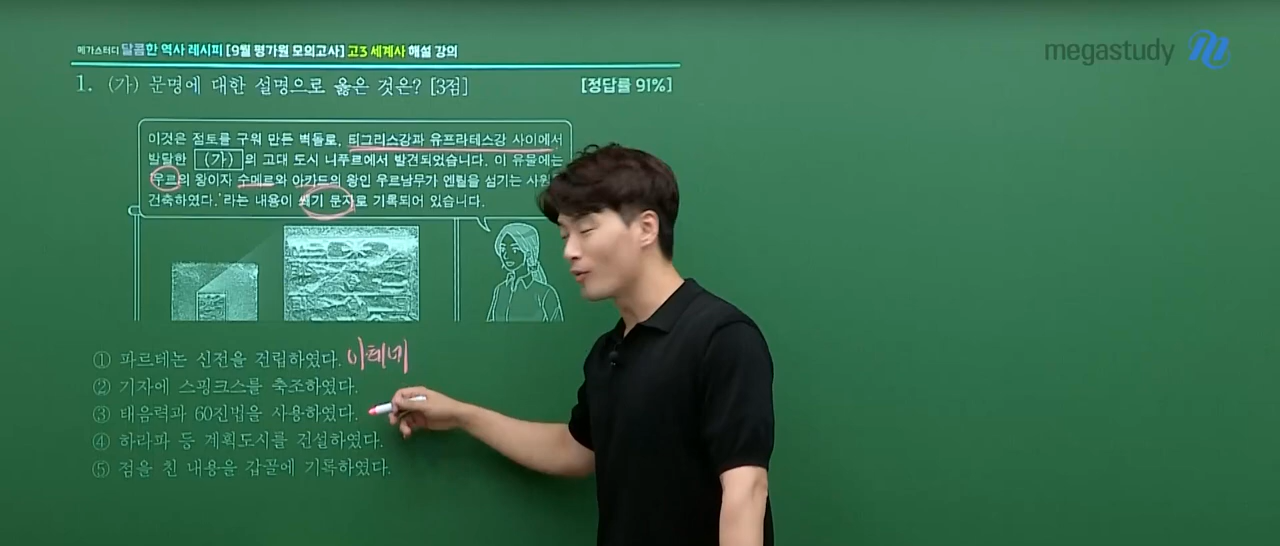 메가스터디 달콤한 역사 레시피 [9월 평가원 모의고사] 고3 세계사 해설 강의
megastudy
1. (가) 문명에 대한 설명으로 옳은 것은? [3점] [정답률 91%]
이것은 점토를 구워 만든 벽돌로, 티그리스강과 유프라테스강 사이에서
발달한 (가) 의 고대 도시 니푸르에서 발견되었습니다. 이 유물에는
우르의 왕이자 수메르와 아카드의 왕인 우르남무가 엔릴을 섬기는 사원
건축하였다.'라는 내용이 쐐기 문자로 기록되어 있습니다.
① 파르테논 신전을 건립하였다. 아테네
② 기자에 스핑크스를 축조하였다.
③ 태음력과 60진법을 사용하였다.
④ 하라파 등 계획도시를 건설하였다.
⑤ 점을 친 내용을 갑골에 기록하였다.